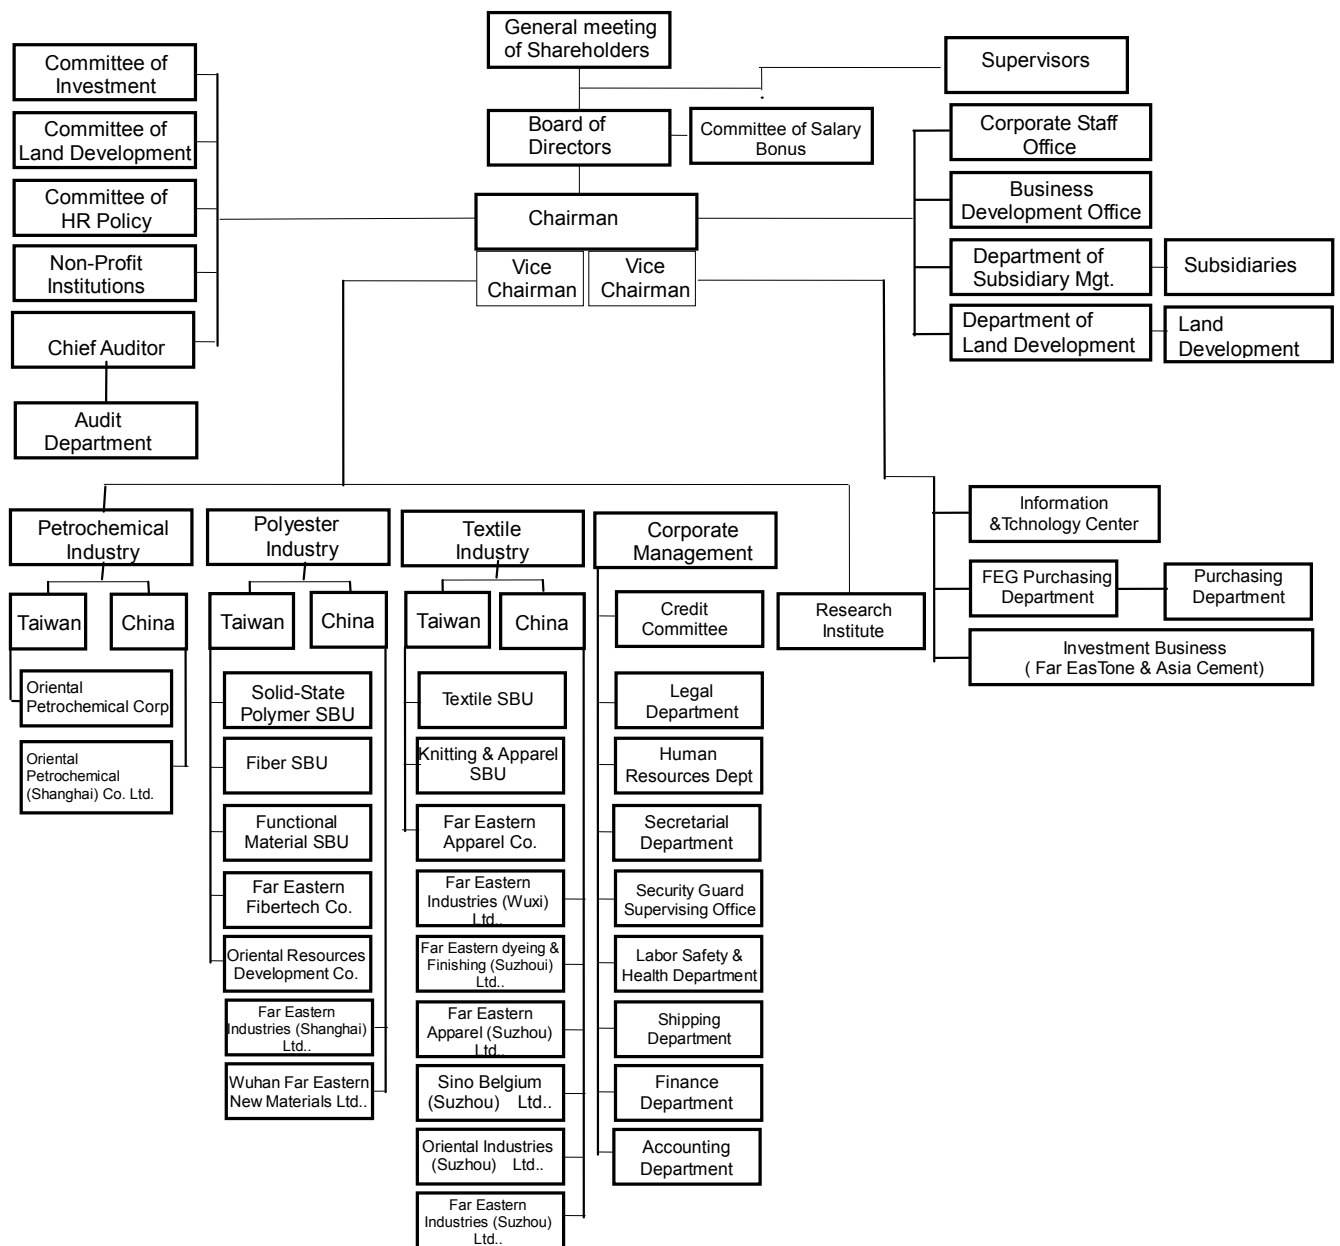 General meeting
of Shareholders
Supervisors
Committee of
Investment
Committee of
Land Development
Committee of
HR Policy
Non-Profit
Institutions
Chief Auditor
Audit
Department
Board of
Directors
Committee of Salary
Bonus
Chairman
Vice
Chairman
Vice
Chairman
Corporate Staff
Office
Business
Development Office
Department of
Subsidiary Mgt.
Subsidiaries
Department of
Land Development
Land
Development
Information
&Tchnology Center
FEG Purchasing
Department
Purchasing
Department
Investment Business
( Far EasTone & Asia Cement)
Petrochemical
Industry
Taiwan
China
Oriental
Petrochemical Corp
Oriental
Petrochemical
(Shanghai) Co. Ltd.
Polyester
Industry
Taiwan
China
Solid-State
Polymer SBU
Fiber SBU
Functional
Material SBU
Far Eastern
Fibertech Co.
Oriental Resources
Development Co.
Far Eastern
Industries (Shanghai)
Ltd..
Wuhan Far Eastern
New Materials Ltd..
Textile
Industry
Taiwan
China
Textile SBU
Knitting & Apparel
SBU
Far Eastern
Apparel Co.
Far Eastern
Industries (Wuxi)
Ltd..
Far Eastern dyeing &
Finishing (Suzhoui)
Ltd..
Far Eastern
Apparel (Suzhou)
Ltd..
Sino Belgium
(Suzhou) Ltd..
Oriental Industries
(Suzhou) Ltd..
Far Eastern
Industries (Suzhou)
Ltd..
Corporate
Management
Credit
Committee
Legal
Department
Human
Resources Dept
Secretarial
Department
Security Guard
Supervising Office
Labor Safety &
Health Department
Shipping
Department
Finance
Department
Accounting
Department
Research
Institute